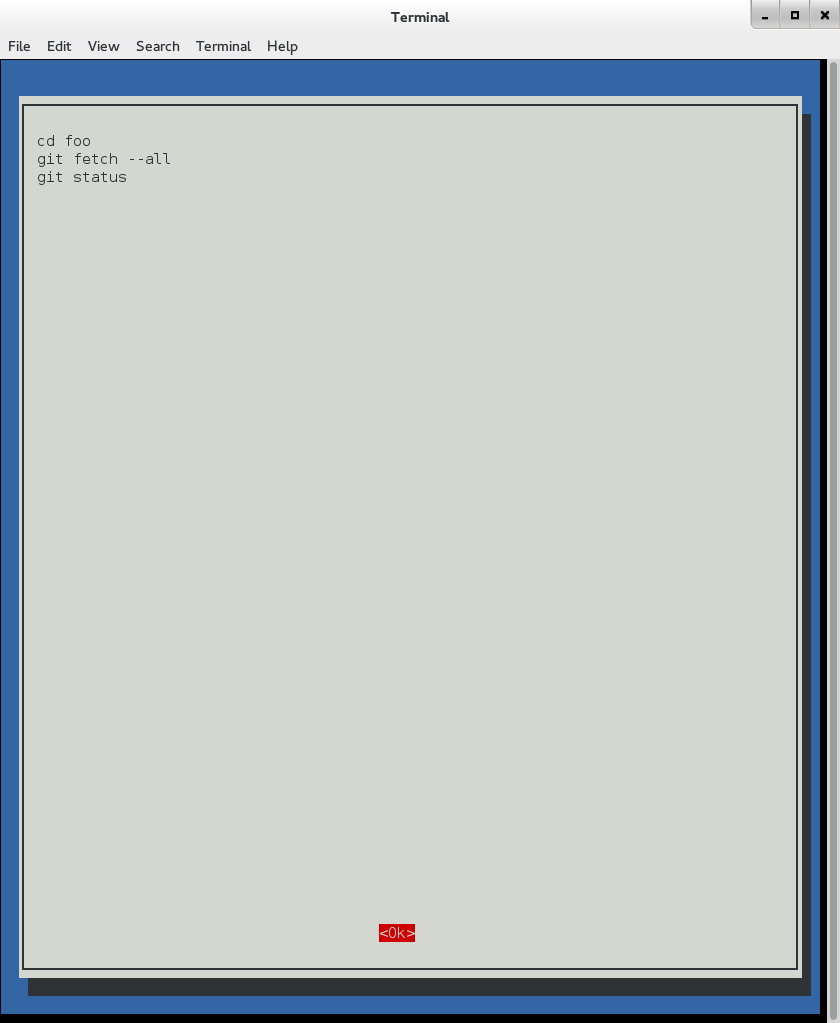 Terminal
File Edit View Search Terminal Help
cd foo
git fetch --all
git status
<Ok>